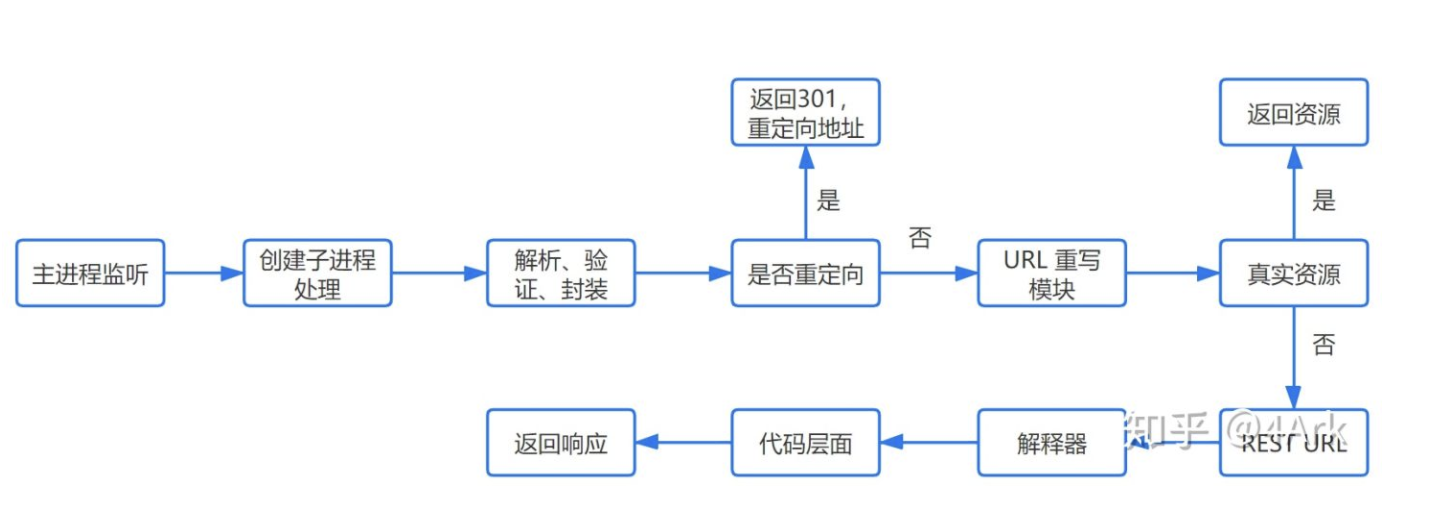 返回301，
重定向地址
返回资源
是
是
否
主进程监听
创建子进程
处理
解析、验
证、封装
是否重定向
URL 重写
模块
真实资源
否
返回响应
代码层面
解释器
REST URL
知乎 @4Ark